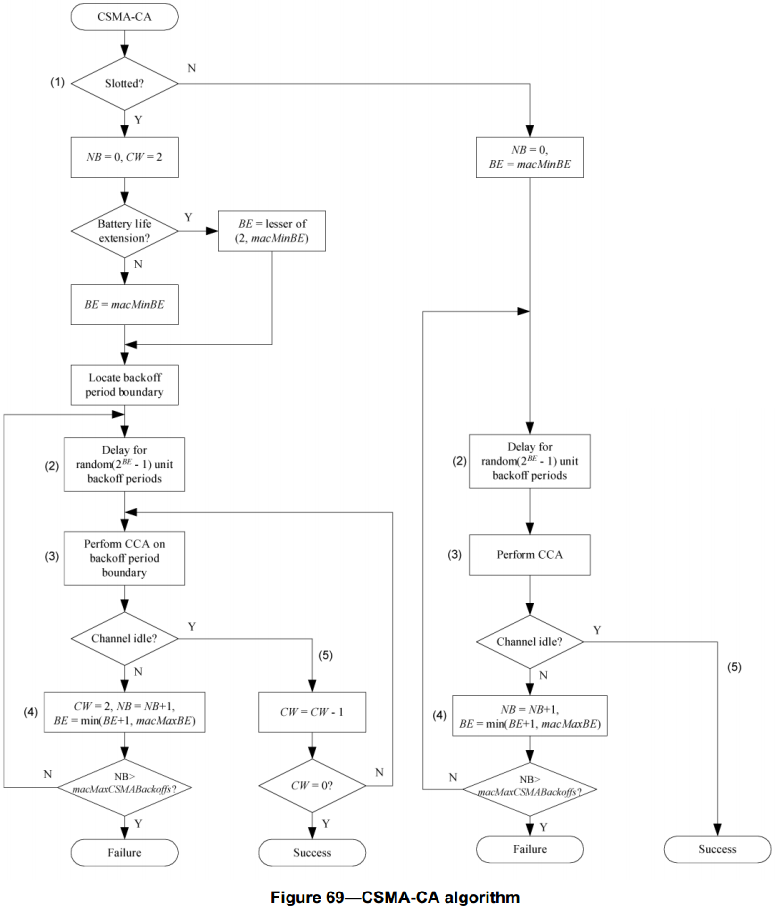 CSMA-CA
(1)
Slotted?
N
Y
NB = 0, CW = 2
Battery life
extension?
Y
N
BE = lesser of
(2, macMinBE)
BE = macMinBE
Locate backoff
period boundary
(2)
Delay for
random(2^BE - 1) unit
backoff periods
(3)
Perform CCA on
backoff period
boundary
Channel idle?
Y
N
(5)
(4)
CW = 2, NB = NB+1,
BE = min(BE+1, macMaxBE)
CW = CW - 1
N
NB>
macMaxCSMABackoffs?
Y
CW = 0?
N
Y
Failure
Success
NB = 0,
BE = macMinBE
(2)
Delay for
random(2^BE - 1) unit
backoff periods
(3)
Perform CCA
Channel idle?
Y
N
(5)
(4)
NB = NB+1,
BE = min(BE+1, macMaxBE)
N
NB>
macMaxCSMABackoffs?
Y
Failure
Success
Figure 69—CSMA-CA algorithm